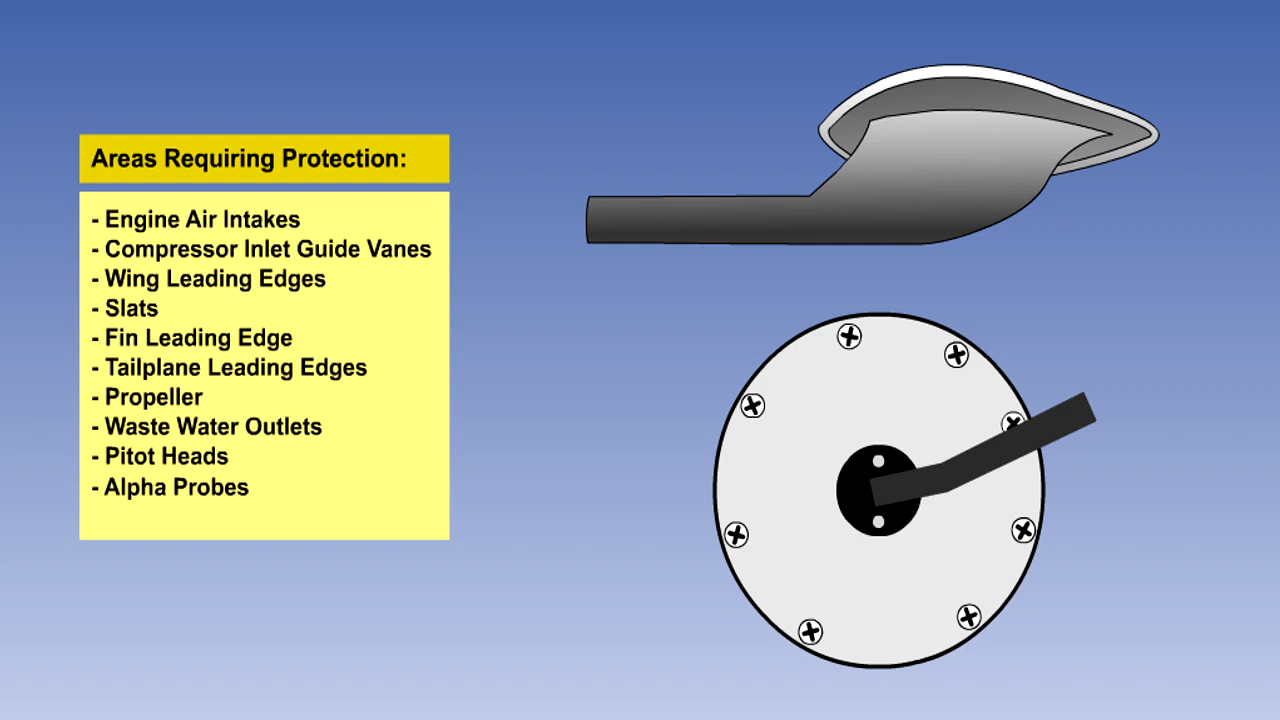 Areas Requiring Protection:
- Engine Air Intakes
- Compressor Inlet Guide Vanes
- Wing Leading Edges
- Slats
- Fin Leading Edge
- Tailplane Leading Edges
- Propeller
- Waste Water Outlets
- Pitot Heads
- Alpha Probes